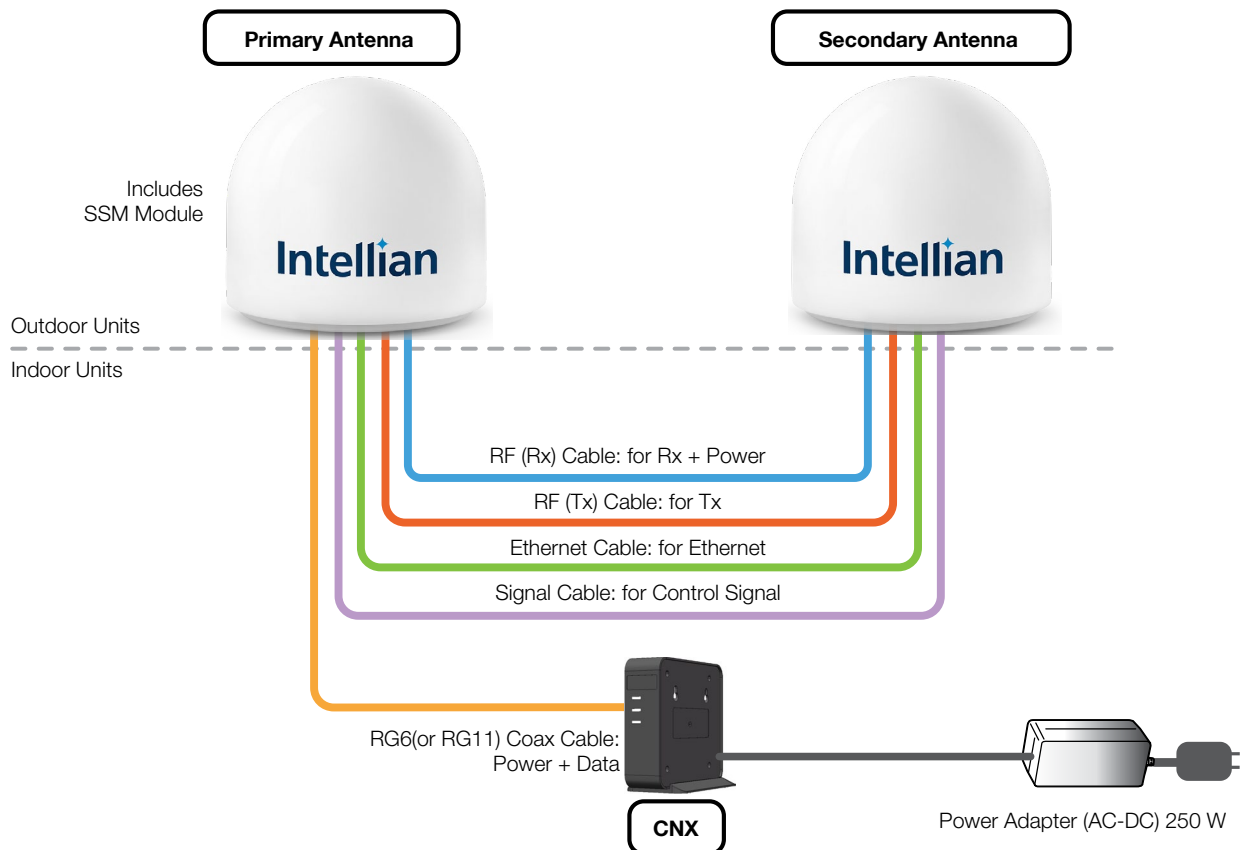 Primary Antenna
Secondary Antenna
Includes
SSM Module
Intellian
Intellian
Outdoor Units
Indoor Units
RF (Rx) Cable: for Rx + Power
RF (Tx) Cable: for Tx
Ethernet Cable: for Ethernet
Signal Cable: for Control Signal
RG6(or RG11) Coax Cable:
Power + Data
CNX
Power Adapter (AC-DC) 250 W